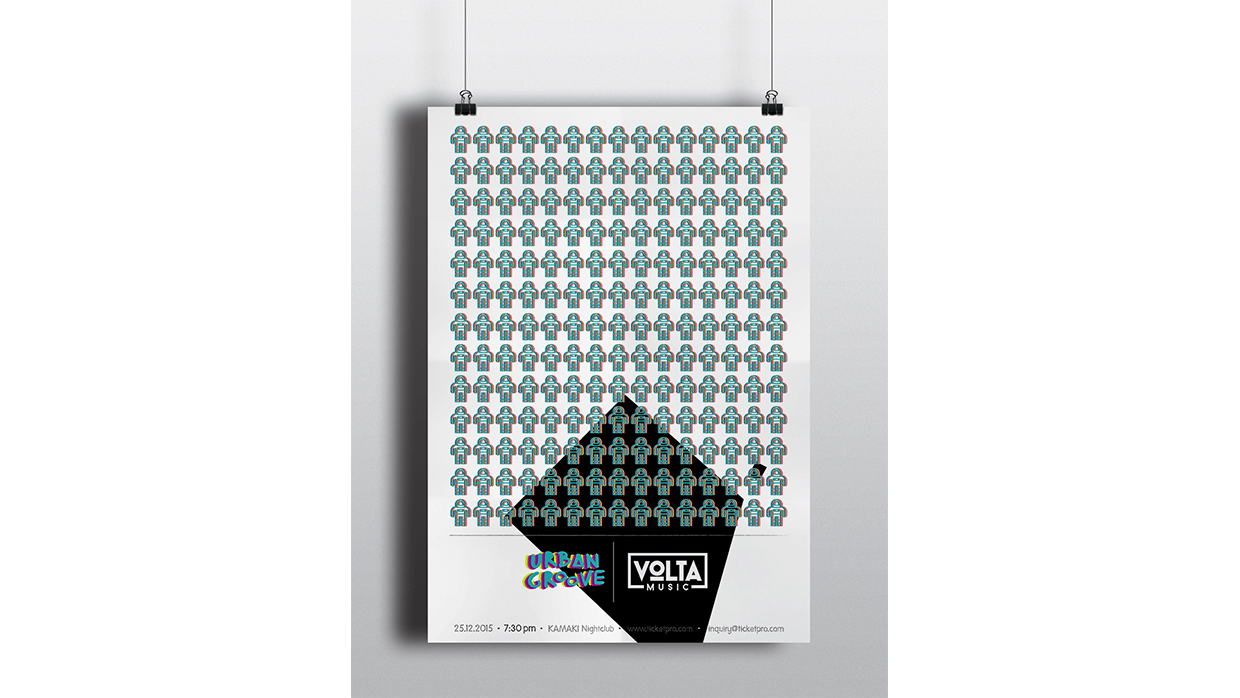 URBAN
GROOVE
VOLTA
MUSIC
25.12.2015 • 7:30 pm • KAMAKI Nightclub • www.ticketpro.com • inquiry@ticketpro.com